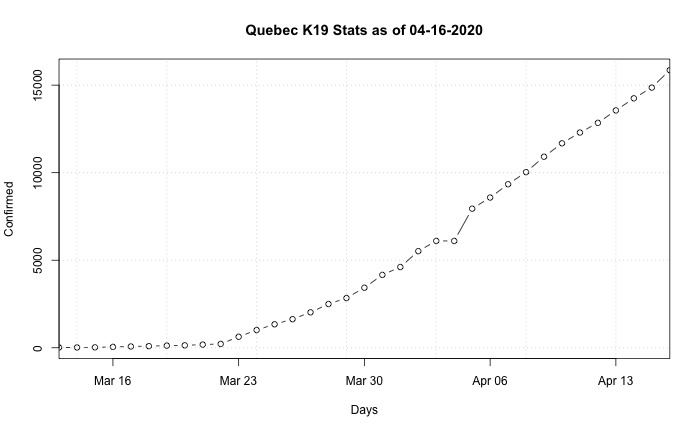 Quebec K19 Stats as of 04-16-2020
15000
10000
5000
0
Confirmed
Mar 16 Mar 23 Mar 30 Apr 06 Apr 13
Days